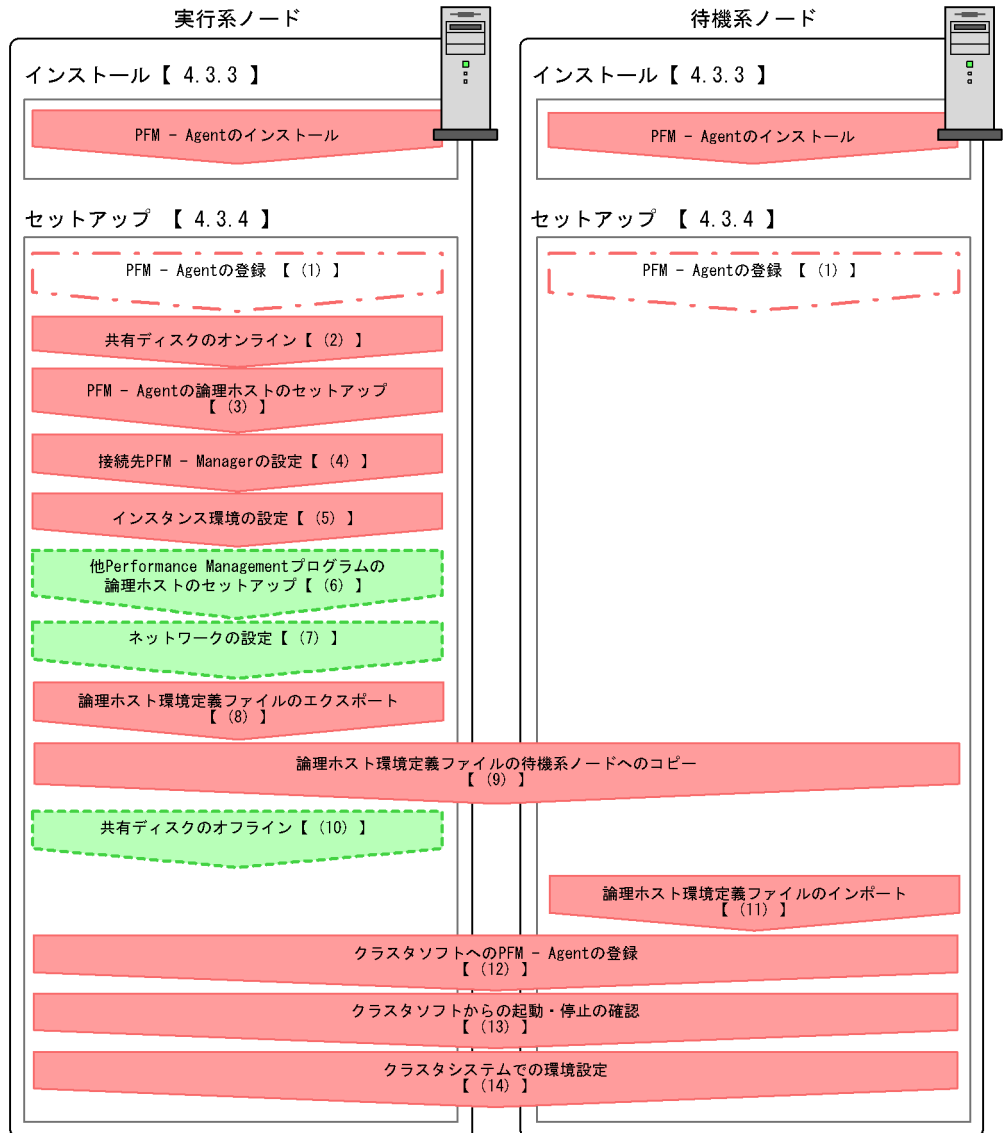 実行系ノード
待機系ノード
インストール【 4.3.3 】
インストール【 4.3.3 】
PFM - Agentのインストール
PFM - Agentのインストール
セットアップ 【 4.3.4 】
セットアップ 【 4.3.4 】
PFM - Agentの登録 【 (1) 】
PFM - Agentの登録 【 (1) 】
共有ディスクのオンライン【 (2) 】
PFM - Agentの論理ホストのセットアップ
【 (3) 】
接続先PFM - Managerの設定【 (4) 】
インスタンス環境の設定【 (5) 】
他Performance Managementプログラムの
論理ホストのセットアップ【 (6) 】
ネットワークの設定【 (7) 】
論理ホスト環境定義ファイルのエクスポート
【 (8) 】
論理ホスト環境定義ファイルの待機系ノードへのコピー
【 (9) 】
共有ディスクのオフライン【 (10) 】
論理ホスト環境定義ファイルのインポート
【 (11) 】
クラスタソフトへのPFM - Agentの登録
【 (12) 】
クラスタソフトからの起動・停止の確認
【 (13) 】
クラスタシステムでの環境設定
【 (14) 】